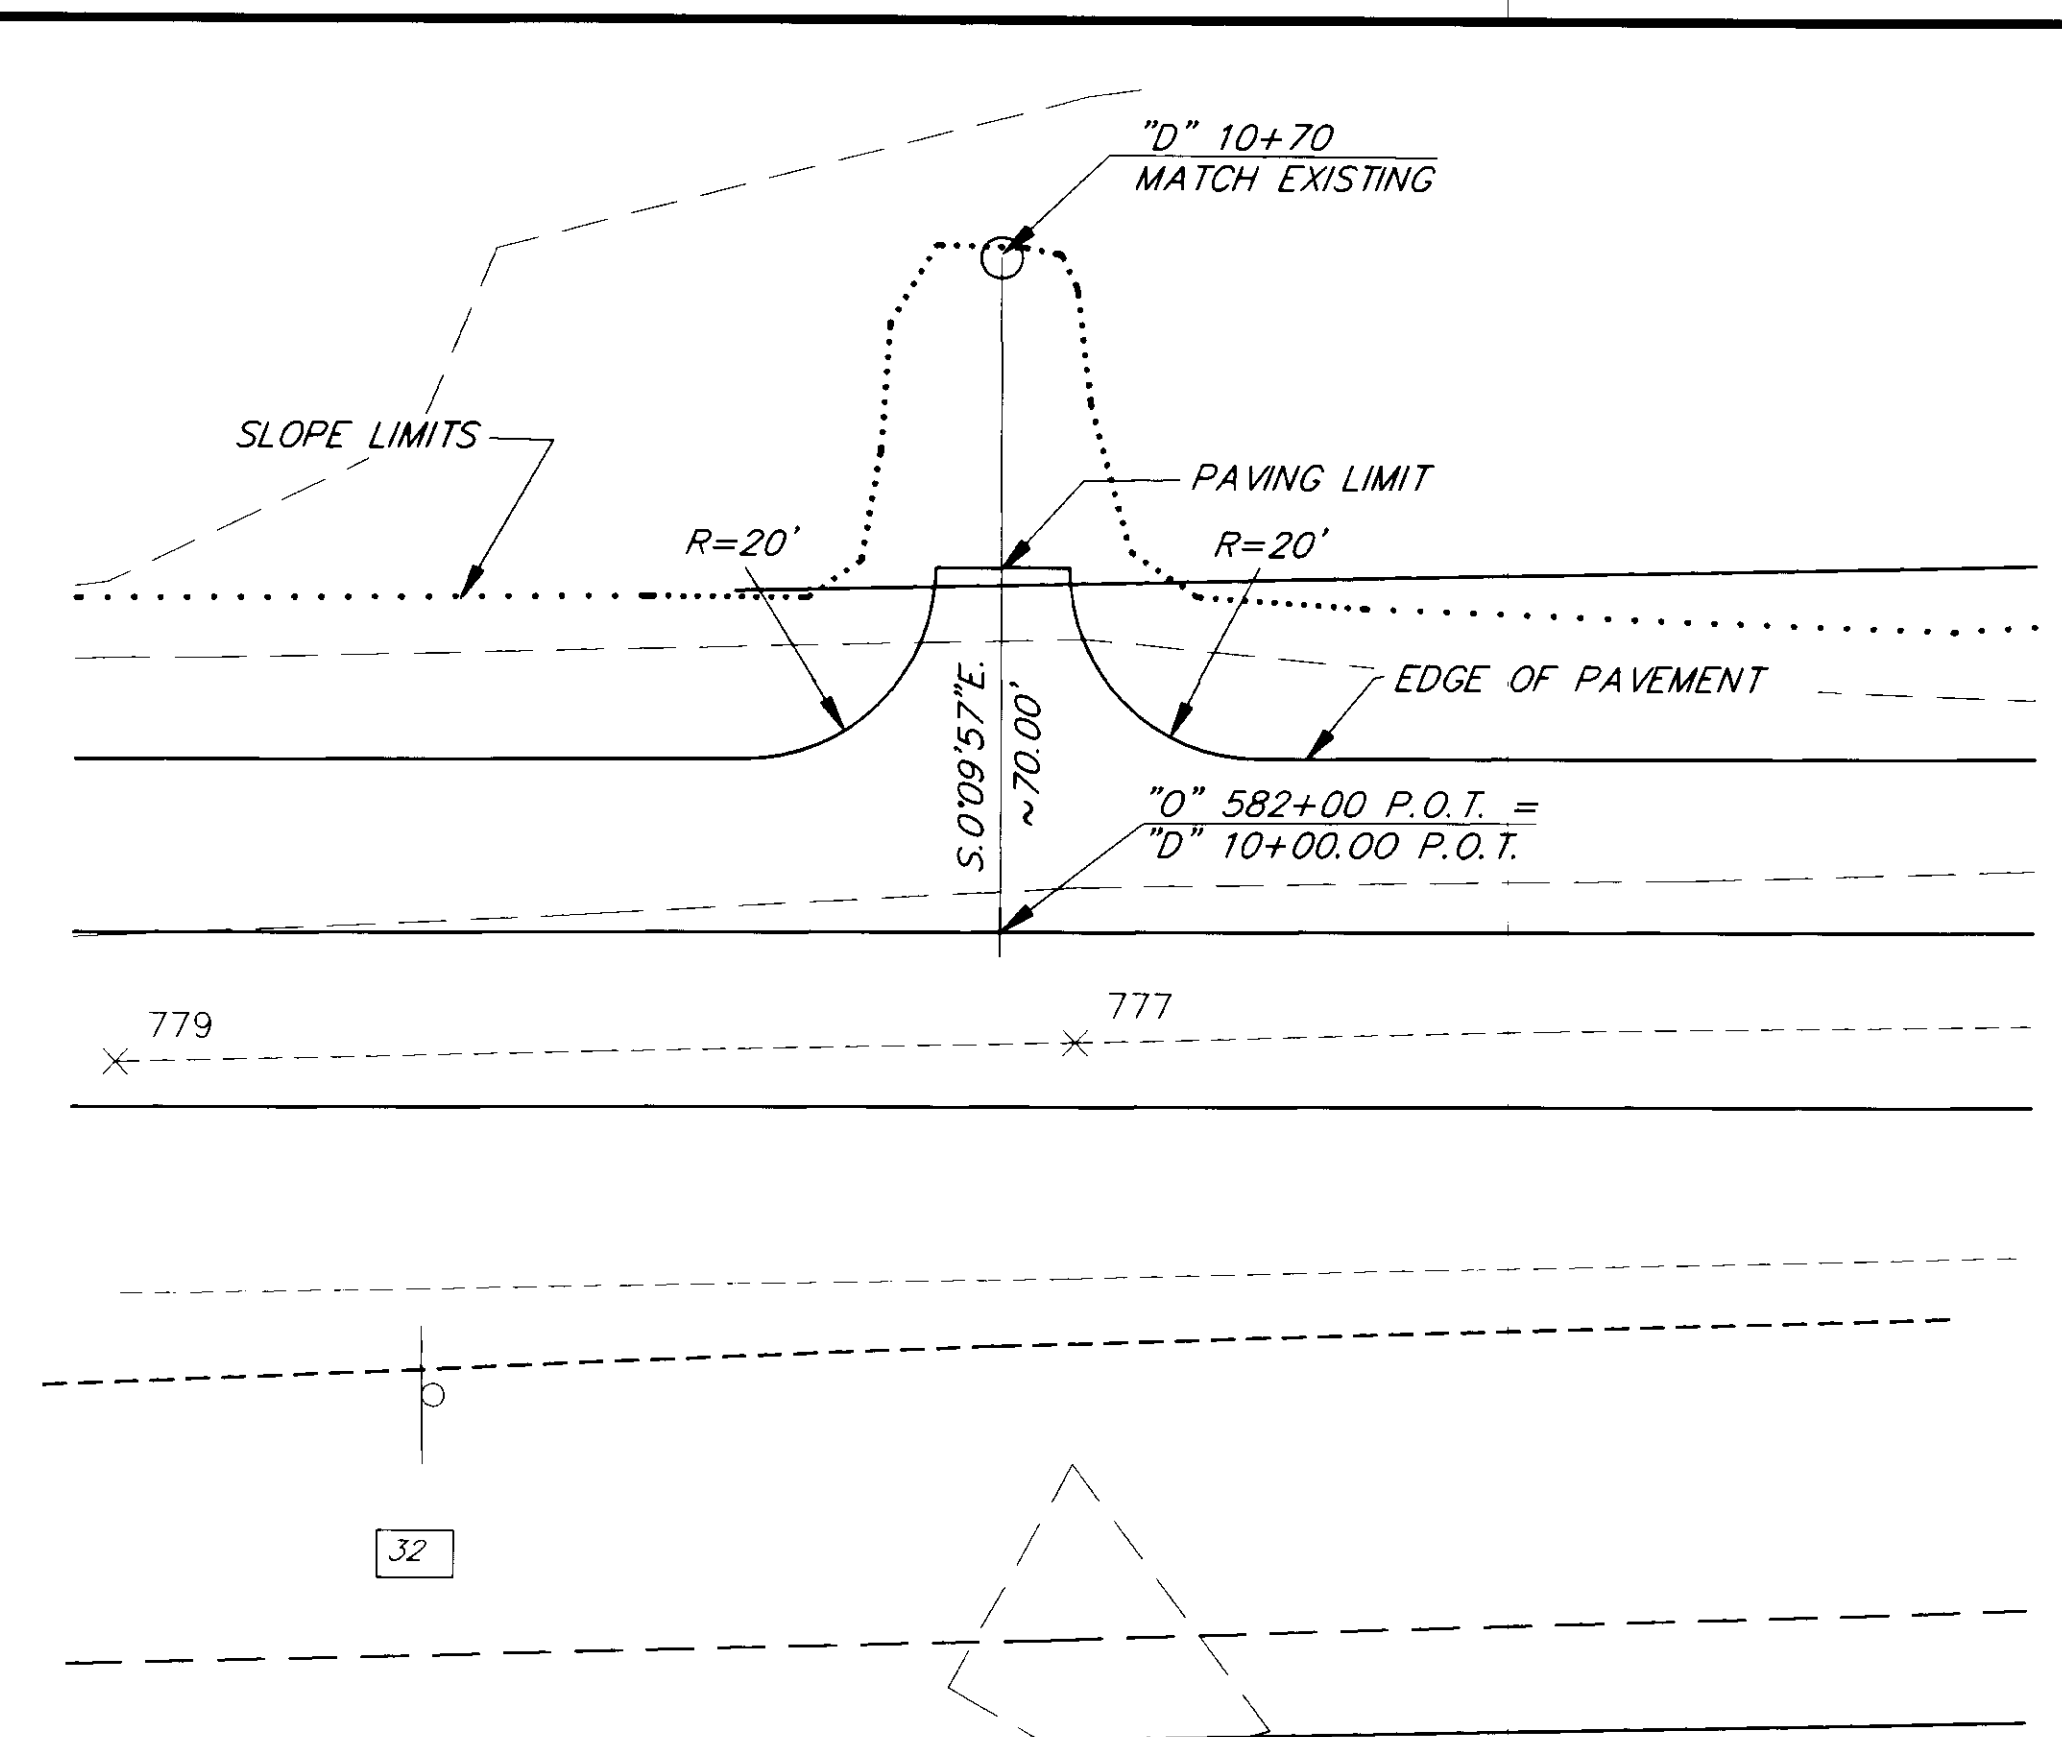 "D" 10+70
MATCH EXISTING
SLOPE LIMITS
PAVING LIMIT
R=20'
R=20'
EDGE OF PAVEMENT
S.0°09'57"E.
~70.00'
"O" 582+00 P.O.T. =
"D" 10+00.00 P.O.T.
779
777
32